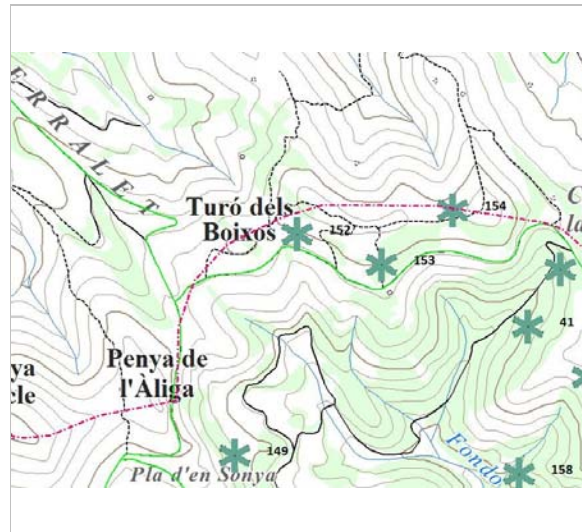 ERRALET
Turó dels
Boixos
152
154
C
la
153
41
Penya de
l'Àliga
ya
cle
149
Pla d'en Sonya
Fondo
158